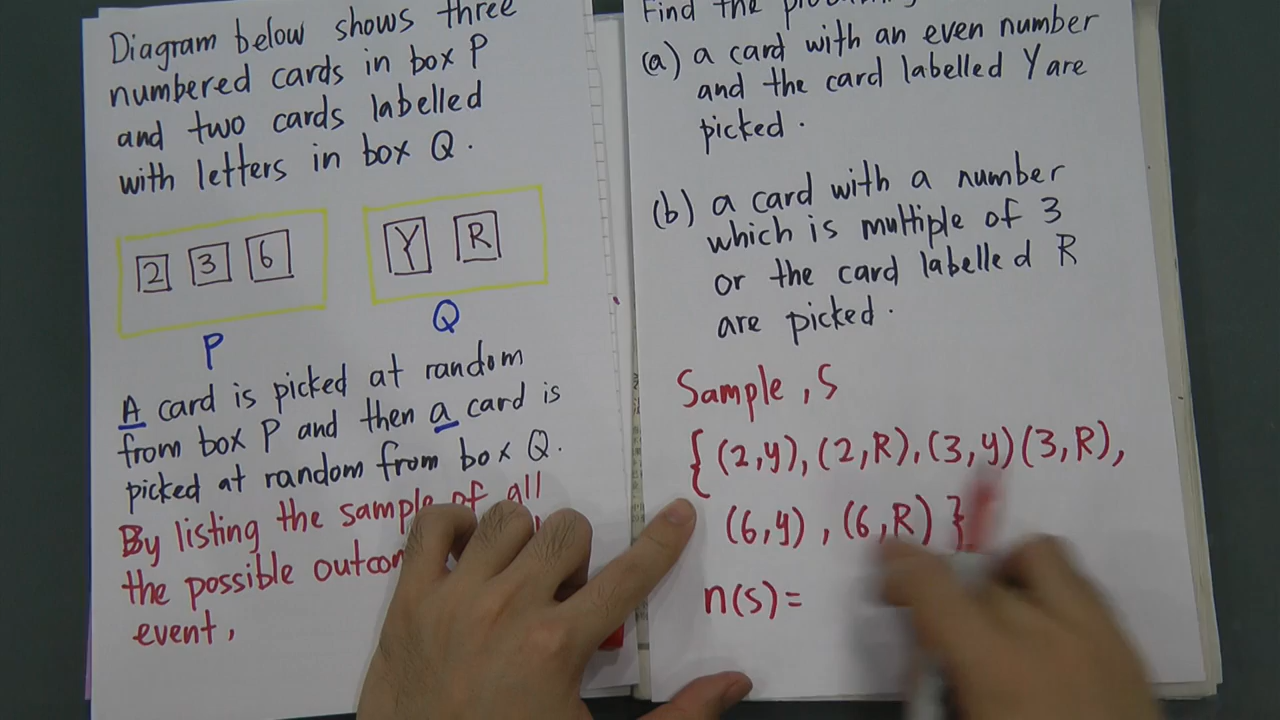 Diagram below shows three
numbered cards in box P
and two cards labelled
with letters in box Q.
2 3 6
Y R
P
Q
A card is picked at random
from box P and then a card is
picked at random from box Q.
By listing the sample of all
the possible
event,
Find the
(a) a card with an even number
and the card labelled Y are
picked.
(b) a card with a number
which is multiple of 3
or the card labelled R
are picked.
Sample, S
{(2,y), (2,R), (3,y)(3,R),
(6,y), (6,R)}
n(s)=